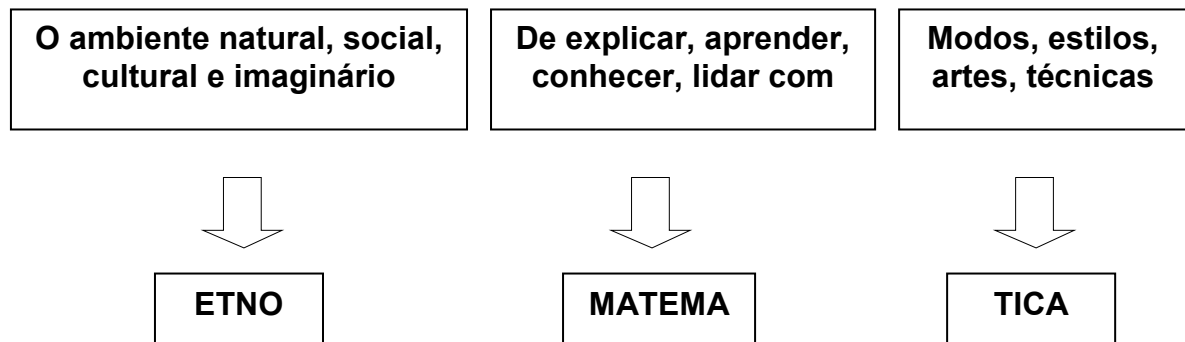 O ambiente natural, social,
cultural e imaginário
De explicar, aprender,
conhecer, lidar com
Modos, estilos,
artes, técnicas
ETNO
MATEMA
TICA